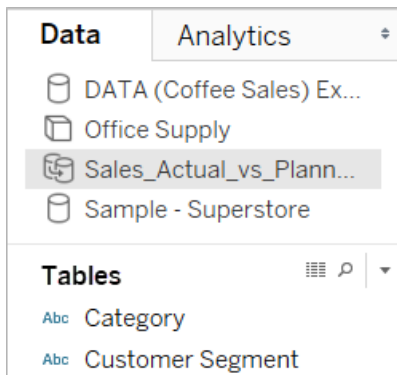 Data Analytics
DATA (Coffee Sales) Ex...
Office Supply
Sales_Actual_vs_Plann...
Sample - Superstore
Tables
Abc Category
Abc Customer Segment